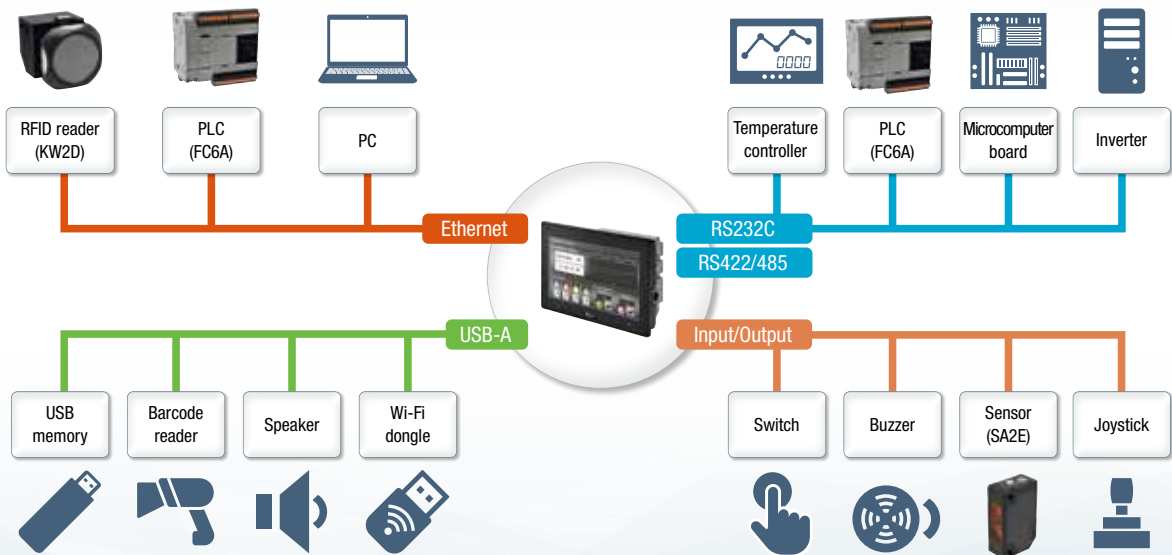 RFID reader
(KW2D)
PLC
(FC6A)
PC
Temperature
controller
PLC
(FC6A)
Microcomputer
board
Inverter
Ethernet
RS232C
RS422/485
USB-A
Input/Output
USB
memory
Barcode
reader
Speaker
Wi-Fi
dongle
Switch
Buzzer
Sensor
(SA2E)
Joystick